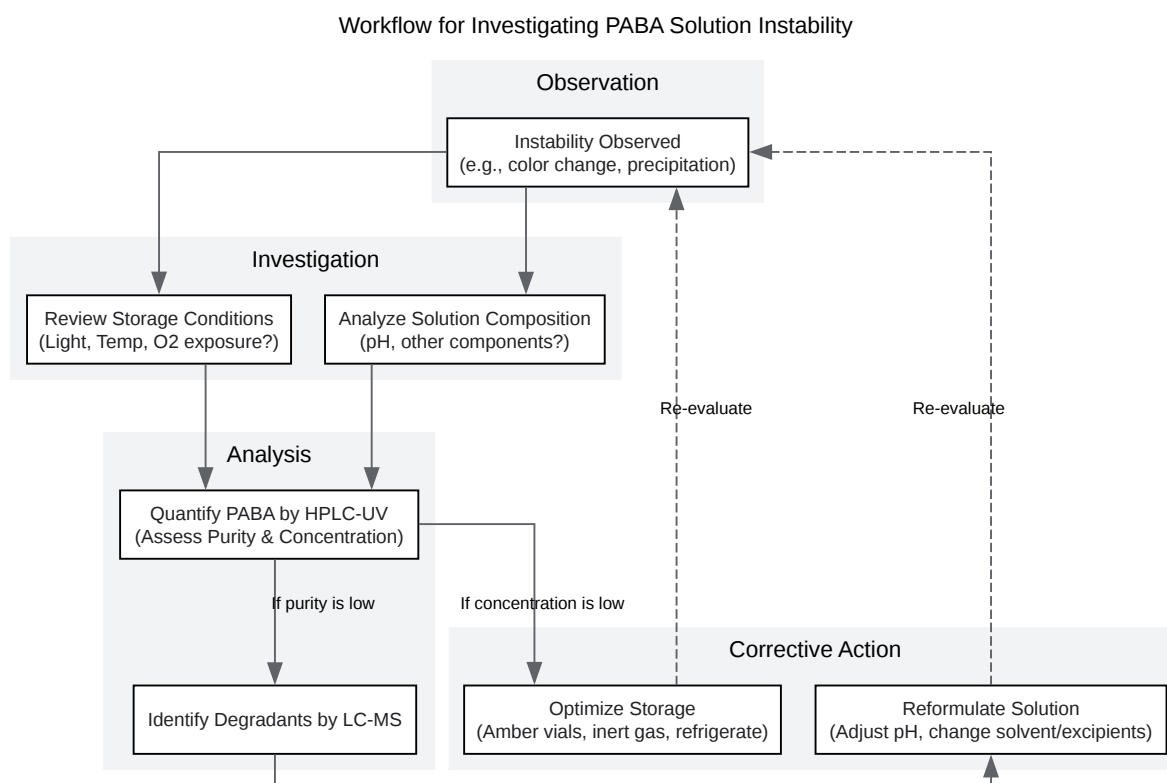 Workflow for Investigating PABA Solution Instability
Observation
Instability Observed
(e.g., color change, precipitation)
Investigation
Review Storage Conditions
(Light, Temp, O2 exposure?)
Analyze Solution Composition
(pH, other components?)
Re-evaluate
Re-evaluate
Analysis
Quantify PABA by HPLC-UV
(Assess Purity & Concentration)
If purity is low
If concentration is low
Corrective Action
Identify Degradants by LC-MS
Optimize Storage
(Amber vials, inert gas, refrigerate)
Reformulate Solution
(Adjust pH, change solvent/excipients)